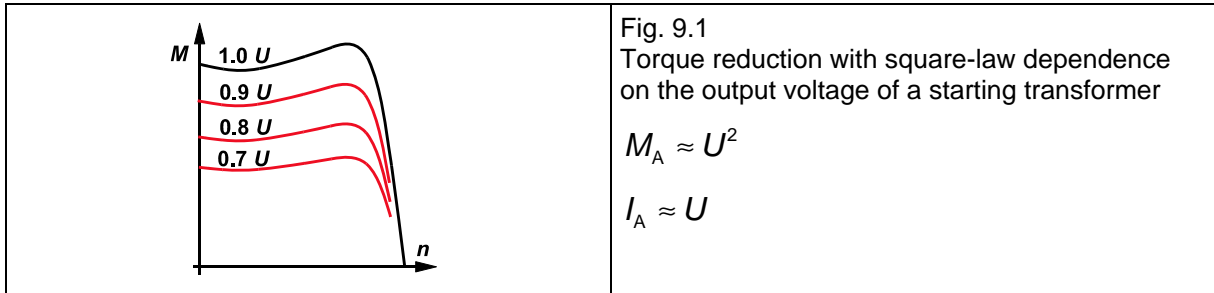 M
1.0 U
0.9 U
0.8 U
0.7 U
n
Fig. 9.1
Torque reduction with square-law dependence
on the output voltage of a starting transformer
M_A ≈ U²
I_A ≈ U